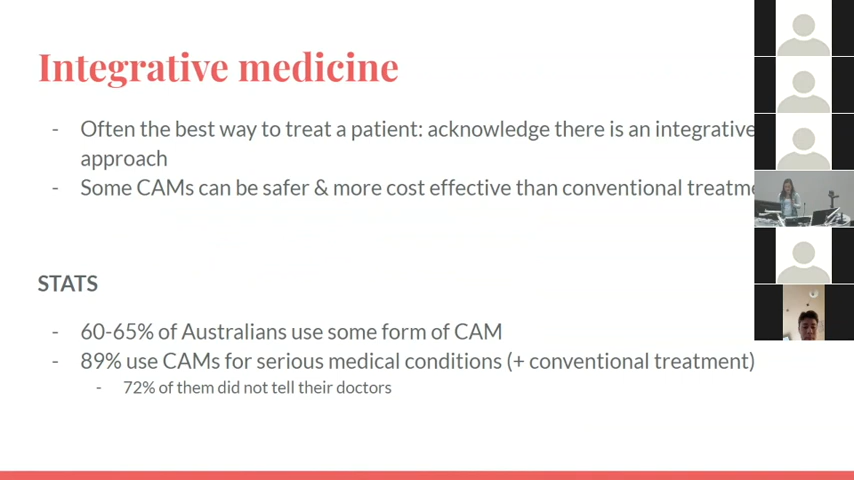 Integrative medicine
- Often the best way to treat a patient: acknowledge there is an integrative
approach
- Some CAMs can be safer & more cost effective than conventional
STATS
- 60-65% of Australians use some form of CAM
- 89% use CAMs for serious medical conditions (+ conventional treatment)
- 72% of them did not tell their doctors